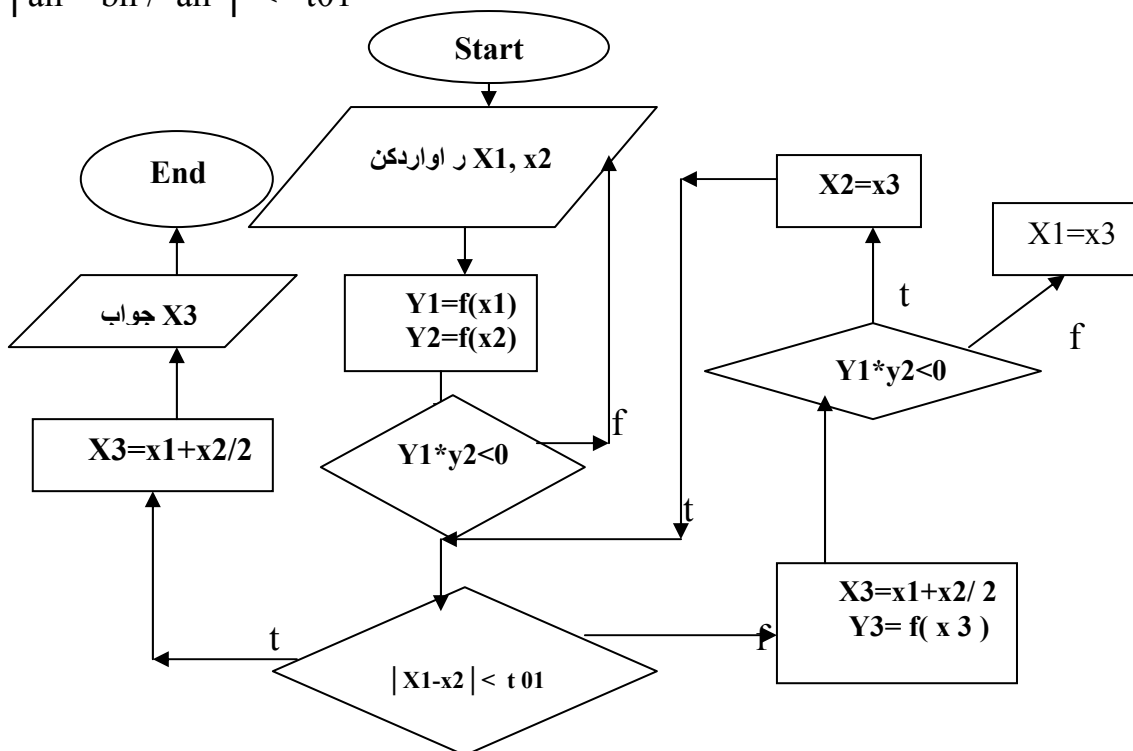 Start
X1, x2 ر اواردکن
End
X2=x3
X1=x3
Y1=f(x1)
Y2=f(x2)
جواب X3
t
f
Y1*y2<0
X3=x1+x2/2
Y1*y2<0
f
t
X3=x1+x2/ 2
Y3= f( x 3 )
t
f
|X1-x2|< t 01